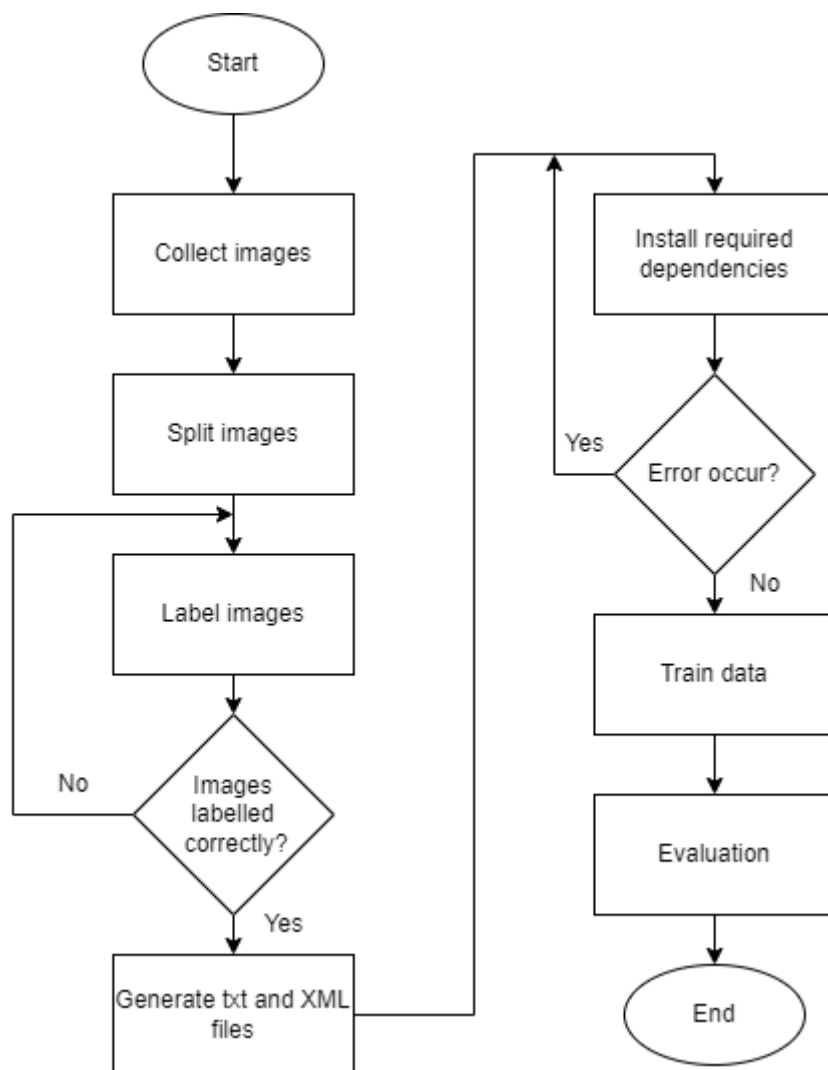 Start
Collect images
Split images
Label images
Images
labelled
correctly?
No
Yes
Generate txt and XML
files
Install required
dependencies
Error occur?
Yes
No
Train data
Evaluation
End